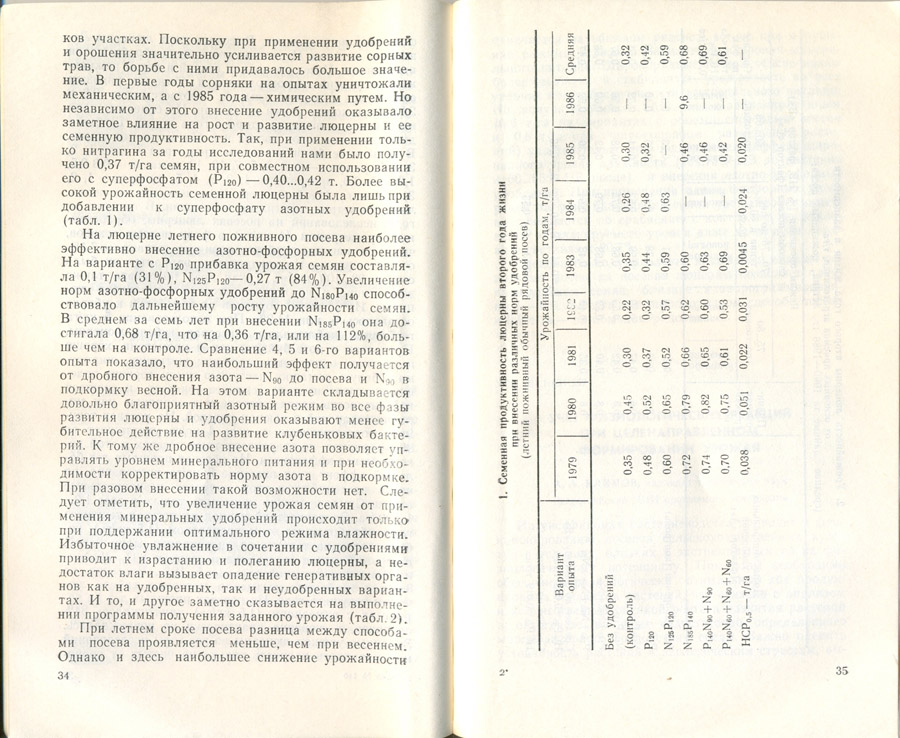 ков участках. Поскольку при применении удобрений
и орошения значительно усиливается развитие сорных
трав, то борьбе с ними придавалось большое значе-
ние. В первые годы сорняки на опытах уничтожали
механическим, а с 1985 года — химическим путем. Но
независимо от этого внесение удобрений оказывало
заметное влияние на рост и развитие люцерны и ее
семенную продуктивность. Так, при применении толь-
ко нитрагина за годы исследований нами было полу-
чено 0,37 т/га семян, при совместном использовании
его с суперфосфатом (P₁₂₀) — 0,40...0,42 т. Более вы-
сокой урожайность семенной люцерны была лишь при
добавлении к суперфосфату азотных удобрений
(табл. 1).
На люцерне летнего пожнивного посева наиболее
эффективно внесение азотно-фосфорных удобрений.
На варианте с P₁₂₀ прибавка урожая семян составля-
ла 0,1 т/га (31%), N₁₂₅P₁₂₀— 0,27 т (84%). Увеличение
норм азотно-фосфорных удобрений до N₁₈₀P₁₄₀ способ-
ствовало дальнейшему росту урожайности семян.
В среднем за семь лет при внесении N₁₈₅P₁₄₀ она до-
стигала 0,68 т/га, что на 0,36 т/га, или на 112%, боль-
ше чем на контроле. Сравнение 4, 5 и 6-го вариантов
опыта показало, что наибольший эффект получается
от дробного внесения азота — N₉₀ до посева и N₉₀ в
подкормку весной. На этом варианте складывается
довольно благоприятный азотный режим во все фазы
развития люцерны и удобрения оказывают менее гу-
бительное действие на развитие клубеньковых бакте-
рий. К тому же дробное внесение азота позволяет уп-
равлять уровнем минерального питания и при необхо-
димости корректировать норму азота в подкормке.
При разовом внесении такой возможности нет. Сле-
дует отметить, что увеличение урожая семян от при-
менения минеральных удобрений происходит только
при поддержании оптимального режима влажности.
Избыточное увлажнение в сочетании с удобрениями
приводит к израстанию и полеганию люцерны, а не-
достаток влаги вызывает опадение генеративных орга-
нов как на удобренных, так и неудобренных вариан-
тах. И то, и другое заметно сказывается на выполне-
нии программы получения заданного урожая (табл. 2).
При летнем сроке посева разница между способа-
ми посева проявляется меньше, чем при весеннем.
Однако и здесь наибольшее снижение урожайности
34
1. Семенная продуктивность люцерны второго года жизни
при внесении различных норм удобрений
(летний пожнивный обычный рядовой посев)
Вариант опыта Урожайность по годам, т/га
1979 1980 1981 1982 1983 1984 1985 1986 Средняя
Без удобрений
(контроль) 0,35 0,45 0,30 0,22 0,35 0,26 0,30 — 0,32
P₁₂₀ 0,48 0,52 0,37 0,32 0,44 0,48 0,32 — 0,42
N₁₂₅P₁₂₀ 0,60 0,65 0,52 0,57 0,59 0,63 — — 0,59
N₁₈₅P₁₄₀ 0,72 0,79 0,66 0,62 0,60 — 0,46 9,6 0,68
P₁₄₀N₉₀+N₉₀ 0,74 0,82 0,65 0,60 0,63 — 0,46 — 0,69
P₁₄₀N₆₀+N₆₀+N₆₀ 0,70 0,75 0,61 0,53 0,69 — 0,42 — 0,61
НСР₀,₅ — т/га 0,038 0,051 0,022 0,031 0,0045 0,024 0,020 — —
2*
35